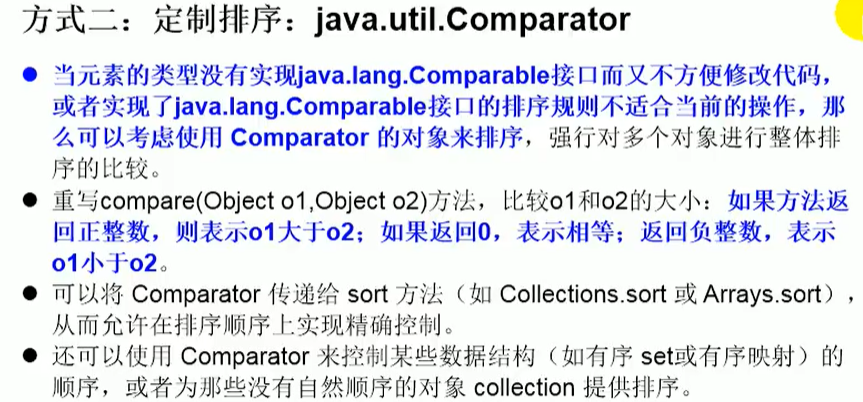 方式二：定制排序：java.util.Comparator
● 当元素的类型没有实现java.lang.Comparable接口而又不方便修改代码，
或者实现了java.lang.Comparable接口的排序规则不适合当前的操作，那
么可以考虑使用 Comparator 的对象来排序，强行对多个对象进行整体排
序的比较。
● 重写compare(Object o1,Object o2)方法，比较o1和o2的大小：如果方法返
回正整数，则表示o1大于o2；如果返回0，表示相等；返回负整数，表示
o1小于o2。
● 可以将 Comparator 传递给 sort 方法（如 Collections.sort 或 Arrays.sort），
从而允许在排序顺序上实现精确控制。
● 还可以使用 Comparator 来控制某些数据结构（如有序 set或有序映射）的
顺序，或者为那些没有自然顺序的对象 collection 提供排序。